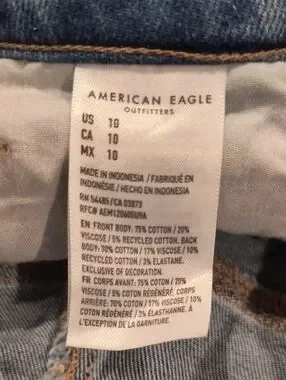 AMERICAN EAGLE
OUTFITTERS
US 10
CA 10
MX 10
MADE IN INDONESIA / FABRIQUÉ EN
INDONÉSIE / HECHO EN INDONESIA
RN 54485/CA 03873
RFC# AEM120605U9A
EN FRONT BODY: 75% COTTON / 20%
VISCOSE / 5% RECYCLED COTTON. BACK
BODY: 70% COTTON / 17% VISCOSE / 10%
RECYCLED COTTON / 3% ELASTANE.
EXCLUSIVE OF DECORATION.
FR CORPS AVANT: 75% COTON / 20%
VISCOSE / 5% COTON RÉGÉNÉRÉ. CORPS
ARRIÈRE: 70% COTON / 17% VISCOSE / 10%
COTON RÉGÉNÉRÉ / 3% ÉLASTHANNE. À
L'EXCEPTION DE LA GARNITURE.